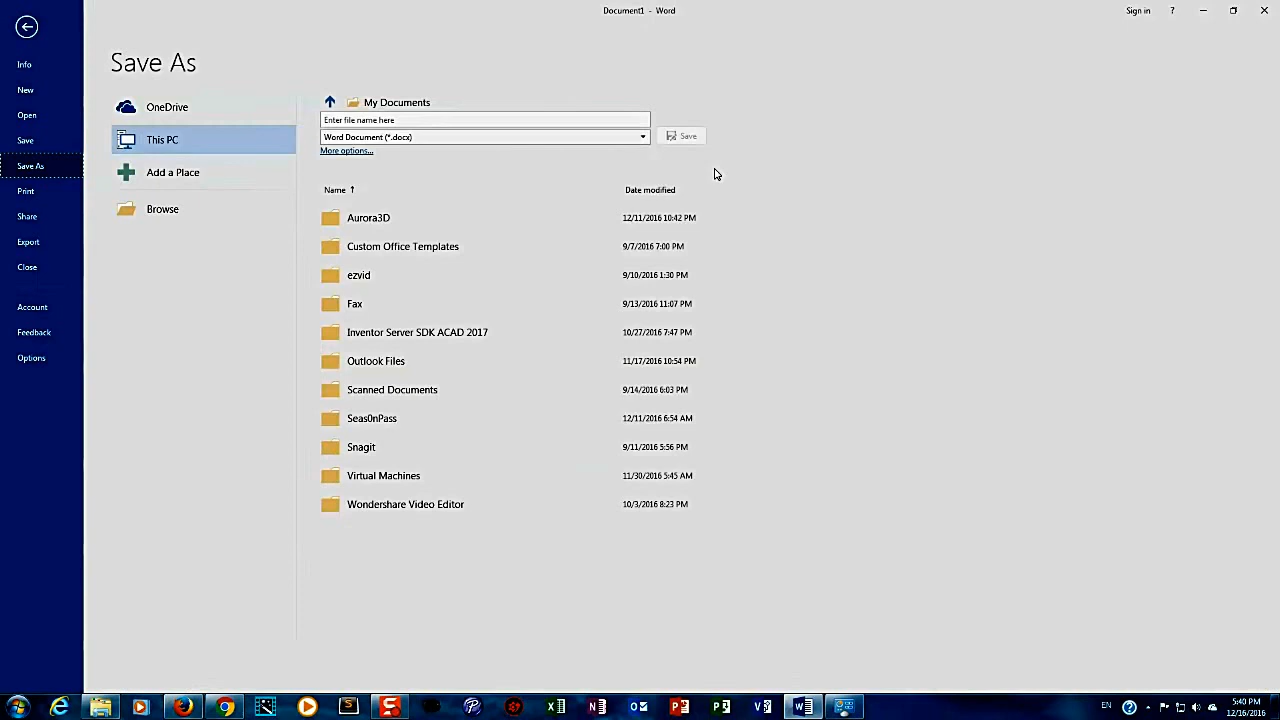 Document1 - Word
Sign in
?
Info
New
Open
Save
Save As
Print
Share
Export
Close
Account
Feedback
Options
Save As
OneDrive
This PC
Add a Place
Browse
My Documents
Enter file name here
Word Document (*.docx)
Save
More options...
Name Date modified
Aurora3D 12/11/2016 10:42 PM
Custom Office Templates 9/7/2016 7:00 PM
ezvid 9/10/2016 1:30 PM
Fax 9/13/2016 11:07 PM
Inventor Server SDK ACAD 2017 10/27/2016 7:47 PM
Outlook Files 11/17/2016 10:54 PM
Scanned Documents 9/14/2016 6:03 PM
Seas0nPass 12/11/2016 6:54 AM
Snagit 9/11/2016 5:56 PM
Virtual Machines 11/30/2016 5:45 AM
Wondershare Video Editor 10/3/2016 8:23 PM
EN
5:40 PM
12/16/2016